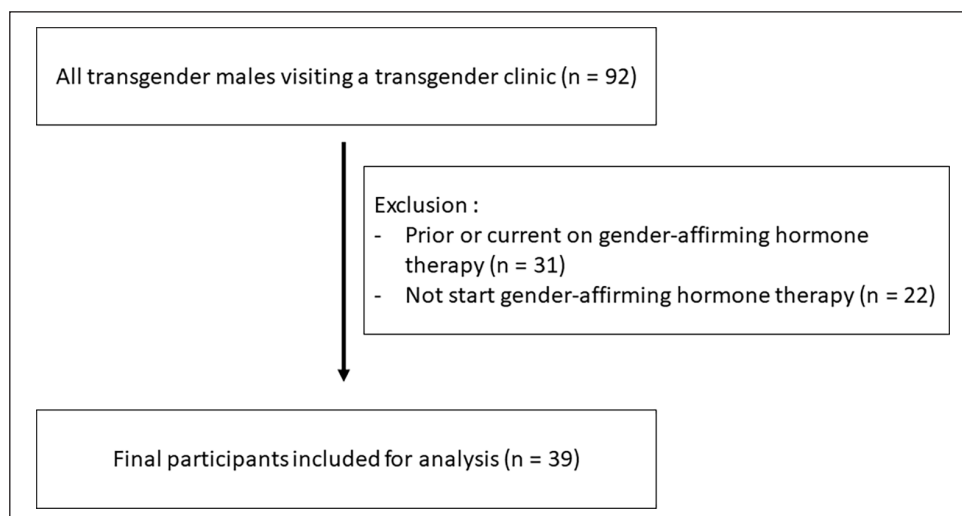 All transgender males visiting a transgender clinic (n = 92)
Exclusion :
- Prior or current on gender-affirming hormone
therapy (n = 31)
- Not start gender-affirming hormone therapy (n = 22)
Final participants included for analysis (n = 39)